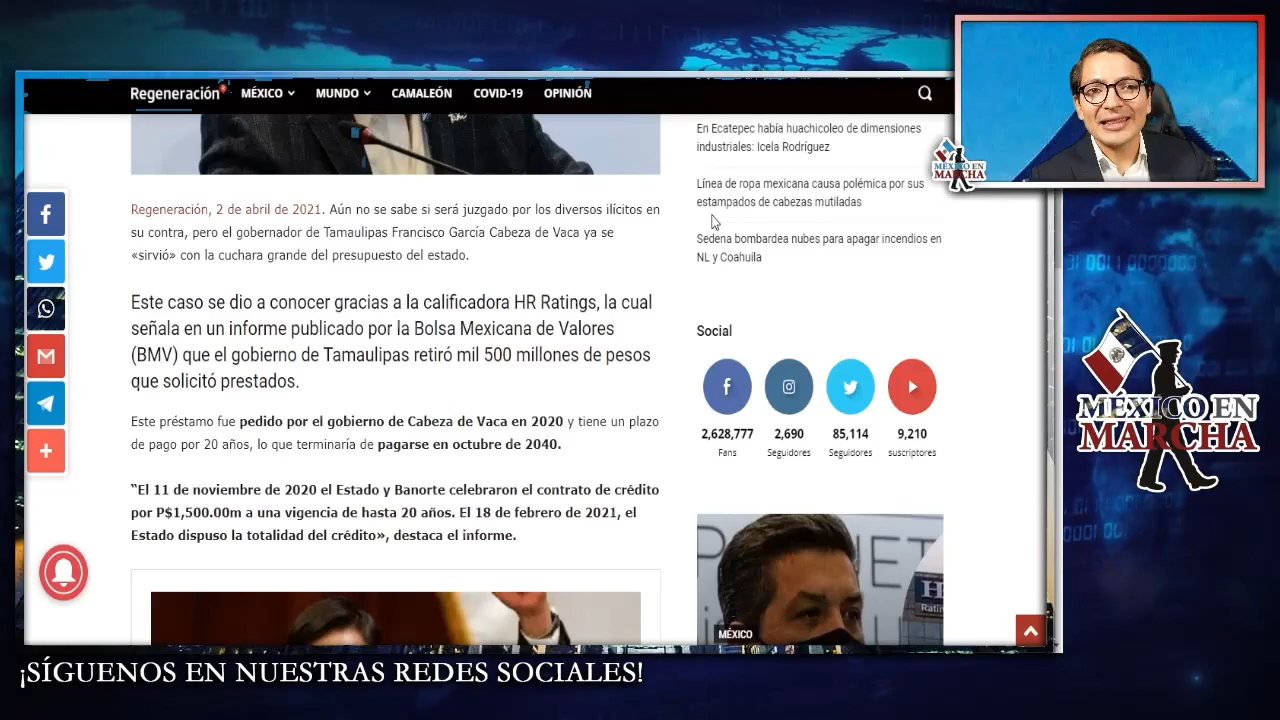 Regeneración
MÉXICO
MUNDO
CAMALEÓN
COVID-19
OPINIÓN
Regeneración, 2 de abril de 2021. Aún no se sabe si será juzgado por los diversos ilícitos en
su contra, pero el gobernador de Tamaulipas Francisco García Cabeza de Vaca ya se
«sirvió» con la cuchara grande del presupuesto del estado.
Este caso se dio a conocer gracias a la calificadora HR Ratings, la cual
señala en un informe publicado por la Bolsa Mexicana de Valores
(BMV) que el gobierno de Tamaulipas retiró mil 500 millones de pesos
que solicitó prestados.
Este préstamo fue pedido por el gobierno de Cabeza de Vaca en 2020 y tiene un plazo
de pago por 20 años, lo que terminaría de pagarse en octubre de 2040.
“El 11 de noviembre de 2020 el Estado y Banorte celebraron el contrato de crédito
por P$1,500.00m a una vigencia de hasta 20 años. El 18 de febrero de 2021, el
Estado dispuso la totalidad del crédito», destaca el informe.
En Ecatepec había huachicoleo de dimensiones
industriales: Icela Rodríguez
Línea de ropa mexicana causa polémica por sus
estampados de cabezas mutiladas
Sedena bombardea nubes para apagar incendios en
NL y Coahuila
Social
2,628,777
Fans
2,690
Seguidores
85,114
Seguidores
9,210
suscriptores
MÉXICO
MÉXICO EN
MARCHA
MÉXICO EN
MARCHA
¡SÍGUENOS EN NUESTRAS REDES SOCIALES!